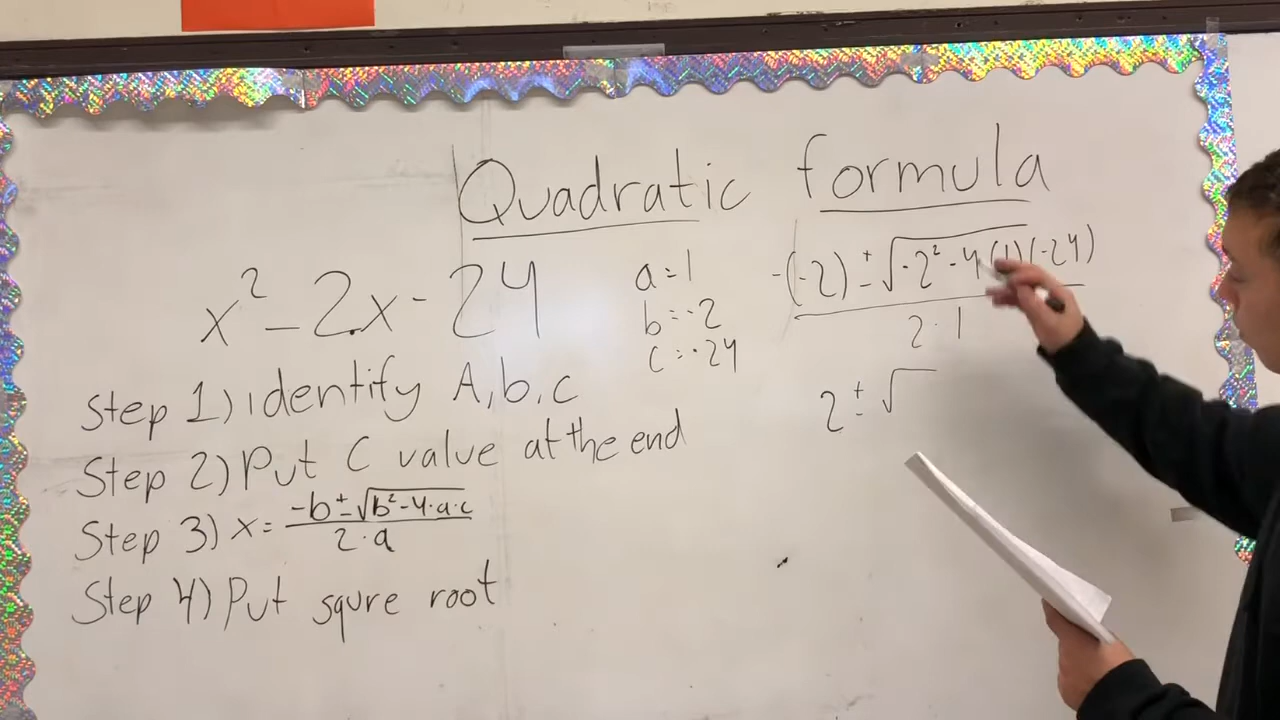 Quadratic formula
x² - 2x - 24
a = 1
b = -2
c = -24
Step 1) identify A, b, c
Step 2) Put C value at the end
Step 3) x = -b ± √b² - 4·a·c / 2·a
Step 4) Put squre root
-(-2) ± √-2² - 4(1)(-24)
2·1
2 ± √